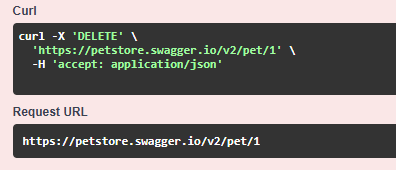 Curl
curl -X 'DELETE' \
  'https://petstore.swagger.io/v2/pet/1' \
  -H 'accept: application/json'
Request URL
https://petstore.swagger.io/v2/pet/1